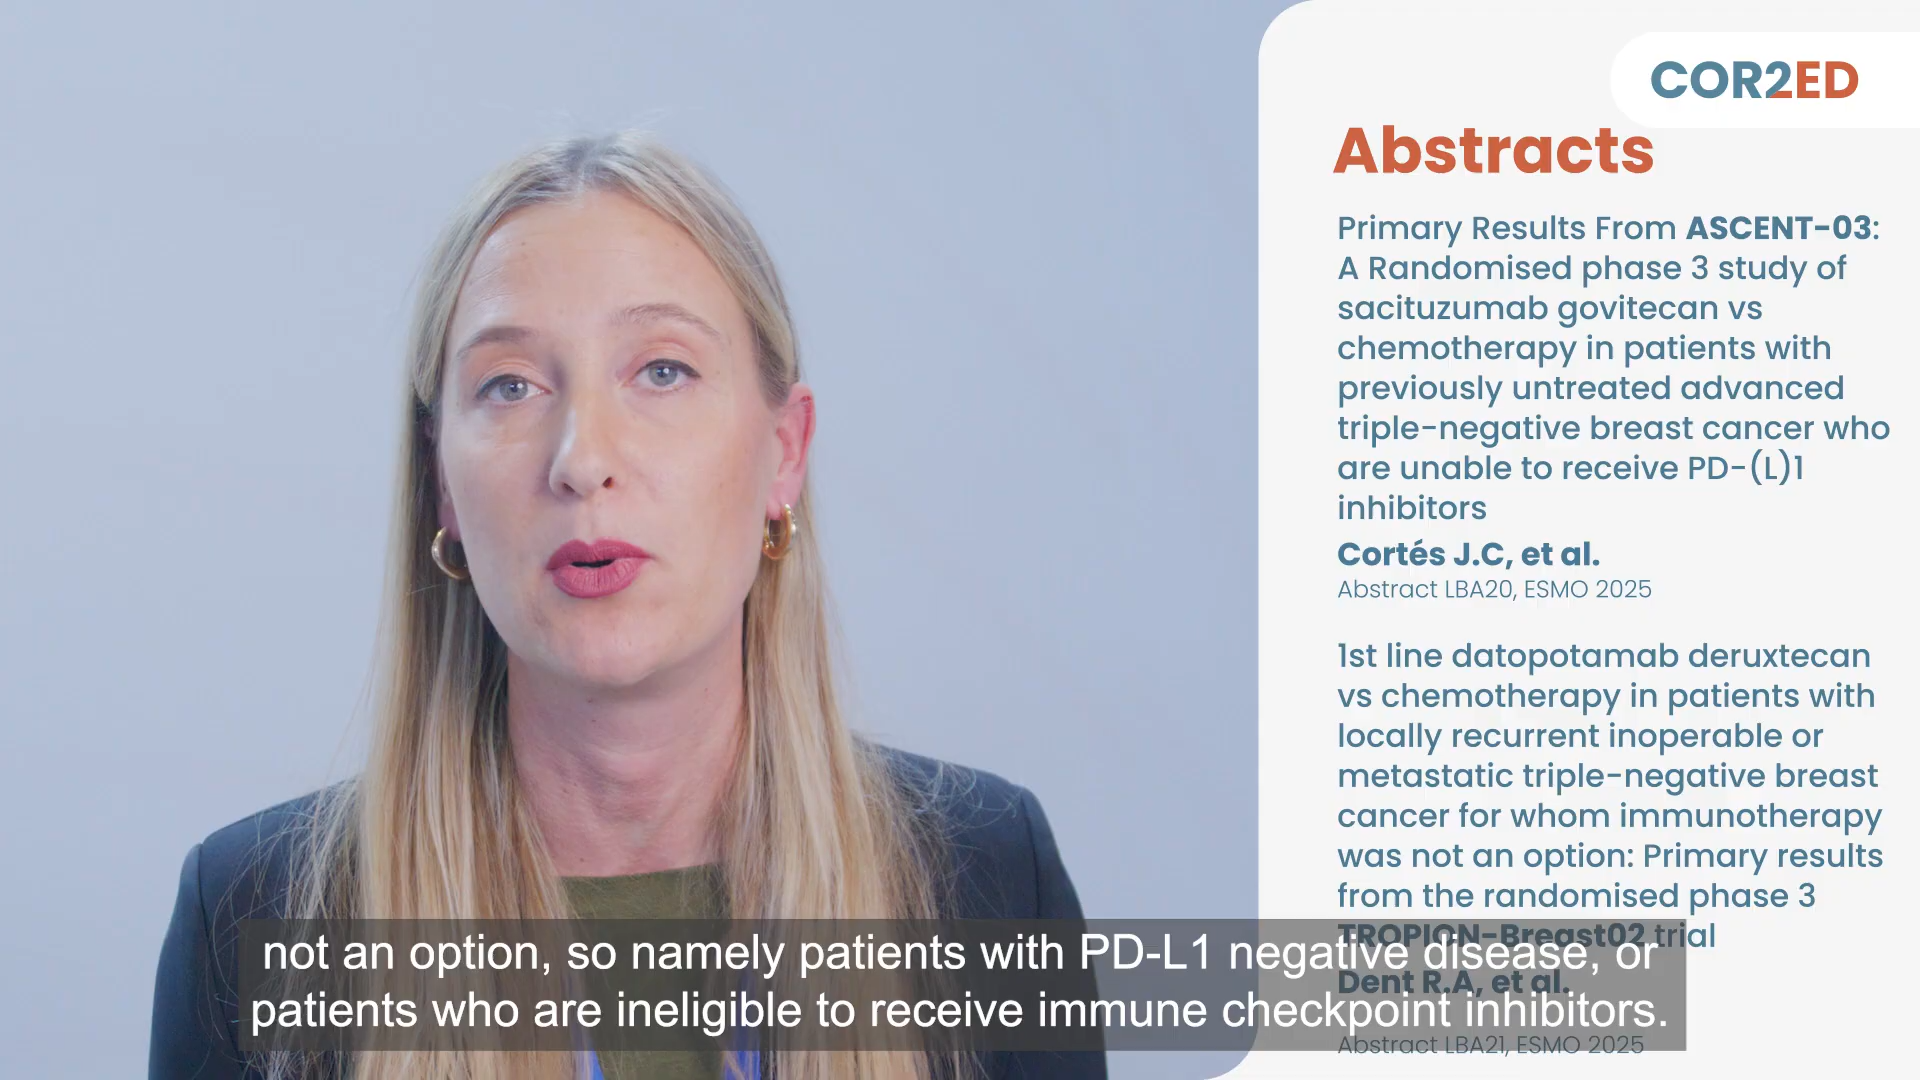 COR2ED
Abstracts
Primary Results From ASCENT-03:
A Randomised phase 3 study of
sacituzumab govitecan vs
chemotherapy in patients with
previously untreated advanced
triple-negative breast cancer who
are unable to receive PD-(L)1
inhibitors
Cortés J.C, et al.
Abstract LBA20, ESMO 2025
1st line datopotamab deruxtecan
vs chemotherapy in patients with
locally recurrent inoperable or
metastatic triple-negative breast
cancer for whom immunotherapy
was not an option: Primary results
from the randomised phase 3
TROPION-Breast02 trial
Dent R.A, et al.
Abstract LBA21, ESMO 2025
not an option, so namely patients with PD-L1 negative disease, or
patients who are ineligible to receive immune checkpoint inhibitors.